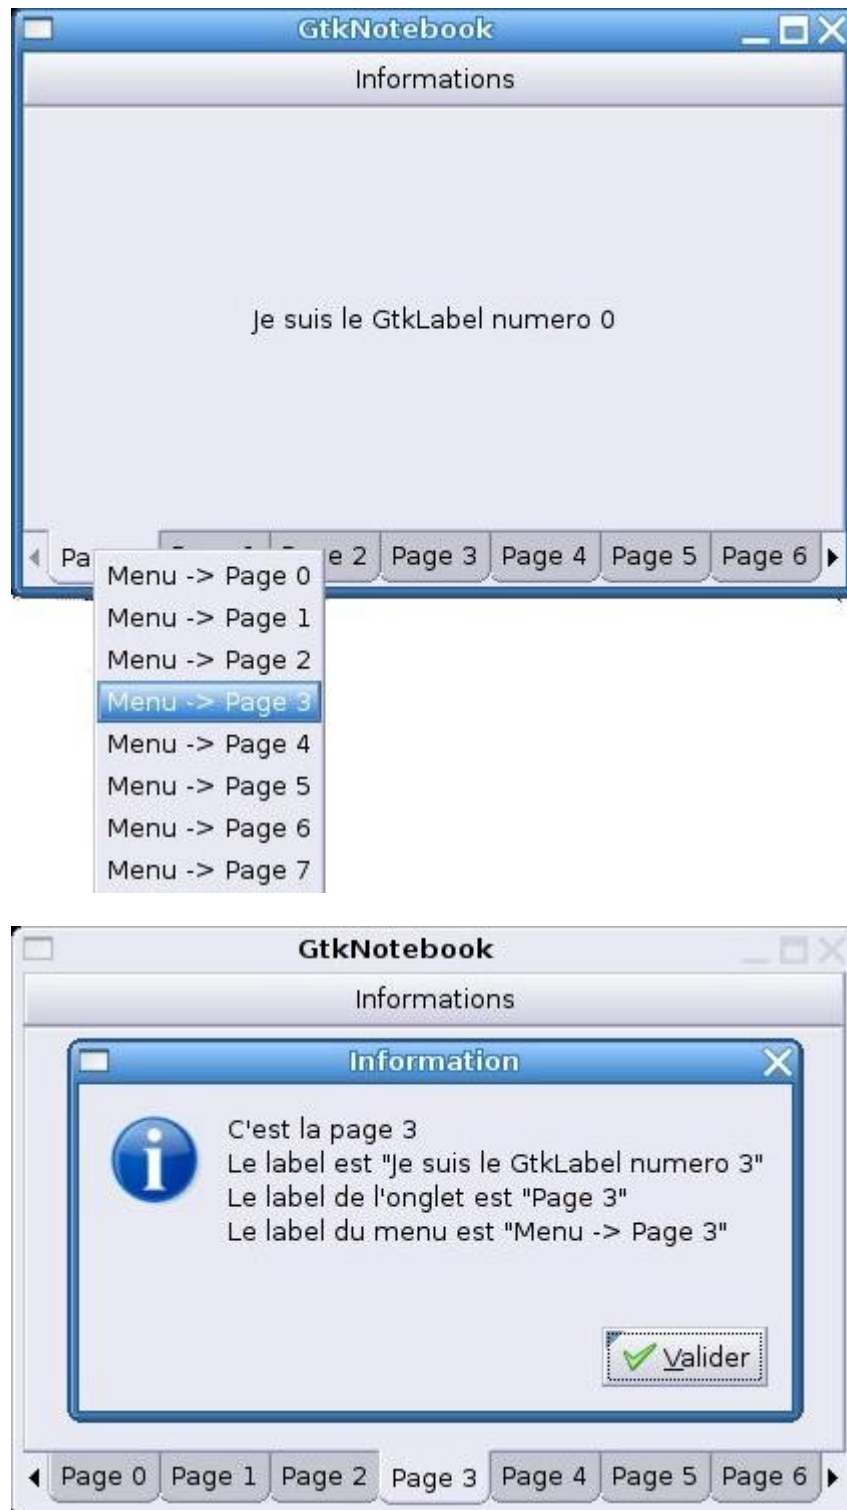 GtkNotebook
Informations
Je suis le GtkLabel numero 0
Pa e 2 Page 3 Page 4 Page 5 Page 6
Menu -> Page 0
Menu -> Page 1
Menu -> Page 2
Menu -> Page 3
Menu -> Page 4
Menu -> Page 5
Menu -> Page 6
Menu -> Page 7
GtkNotebook
Informations
Information
C'est la page 3
Le label est "Je suis le GtkLabel numero 3"
Le label de l'onglet est "Page 3"
Le label du menu est "Menu -> Page 3"
Valider
Page 0 Page 1 Page 2 Page 3 Page 4 Page 5 Page 6